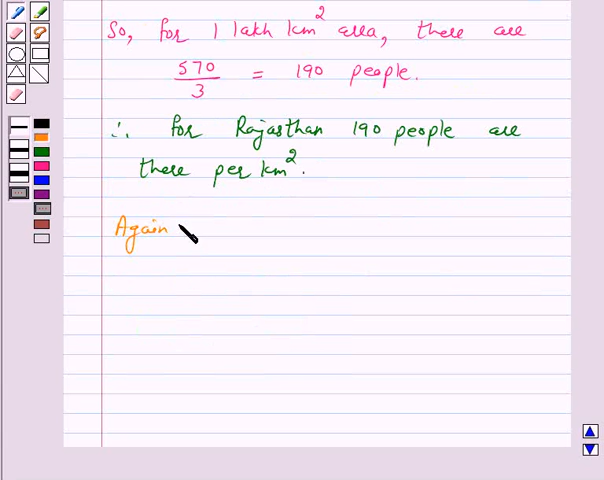 So, for 1 lakh km² area, there are
570/3 = 190 people.
∴ for Rajasthan 190 people are
there per km².
Again